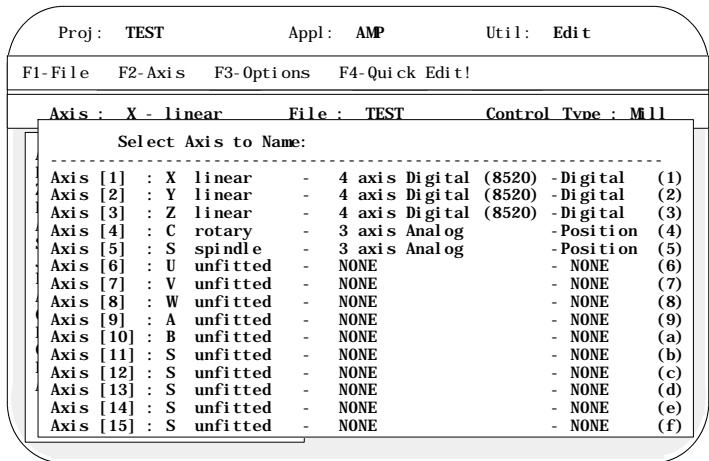 Proj: TEST Appl: AMP Util: Edit
F1-File F2-Axis F3-Options F4-Quick Edit!
Axis : X - linear File : TEST Control Type : Mill
Select Axis to Name:
Axis [1] : X linear - 4 axis Digital (8520) -Digital (1)
Axis [2] : Y linear - 4 axis Digital (8520) -Digital (2)
Axis [3] : Z linear - 4 axis Digital (8520) -Digital (3)
Axis [4] : C rotary - 3 axis Analog -Position (4)
Axis [5] : S spindle - 3 axis Analog -Position (5)
Axis [6] : U unfitted - NONE - NONE (6)
Axis [7] : V unfitted - NONE - NONE (7)
Axis [8] : W unfitted - NONE - NONE (8)
Axis [9] : A unfitted - NONE - NONE (9)
Axis [10] : B unfitted - NONE - NONE (a)
Axis [11] : S unfitted - NONE - NONE (b)
Axis [12] : S unfitted - NONE - NONE (c)
Axis [13] : S unfitted - NONE - NONE (d)
Axis [14] : S unfitted - NONE - NONE (e)
Axis [15] : S unfitted - NONE - NONE (f)